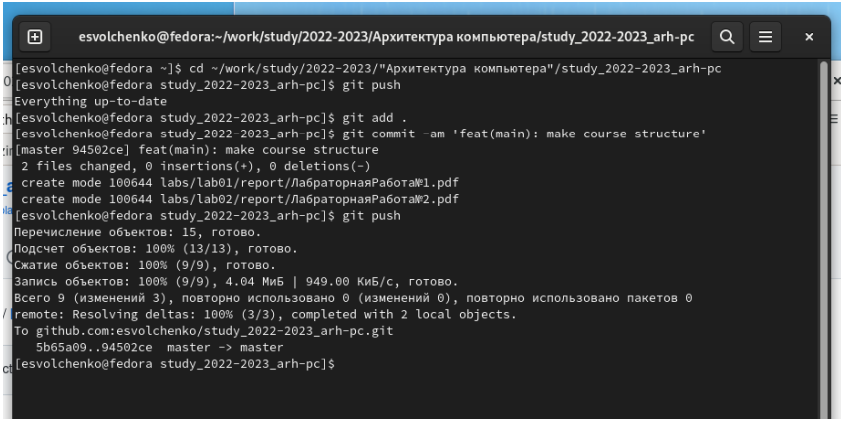 esvolchenko@fedora:~/work/study/2022-2023/Архитектура компьютера/study_2022-2023_arh-pc
[esvolchenko@fedora ~]$ cd ~/work/study/2022-2023/"Архитектура компьютера"/study_2022-2023_arh-pc
[esvolchenko@fedora study_2022-2023_arh-pc]$ git push
Everything up-to-date
[esvolchenko@fedora study_2022-2023_arh-pc]$ git add .
[esvolchenko@fedora study_2022-2023_arh-pc]$ git commit -am 'feat(main): make course structure'
[master 94502ce] feat(main): make course structure
2 files changed, 0 insertions(+), 0 deletions(-)
create mode 100644 labs/lab01/report/ЛабраторнаяРабота№1.pdf
create mode 100644 labs/lab02/report/ЛабораторнаяРабота№2.pdf
[esvolchenko@fedora study_2022-2023_arh-pc]$ git push
Перечисление объектов: 15, готово.
Подсчет объектов: 100% (13/13), готово.
Сжатие объектов: 100% (9/9), готово.
Запись объектов: 100% (9/9), 4.04 МиБ | 949.00 КиБ/с, готово.
Всего 9 (изменений 3), повторно использовано 0 (изменений 0), повторно использовано пакетов 0
remote: Resolving deltas: 100% (3/3), completed with 2 local objects.
To github.com:esvolchenko/study_2022-2023_arh-pc.git
5b65a09..94502ce master -> master
[esvolchenko@fedora study_2022-2023_arh-pc]$